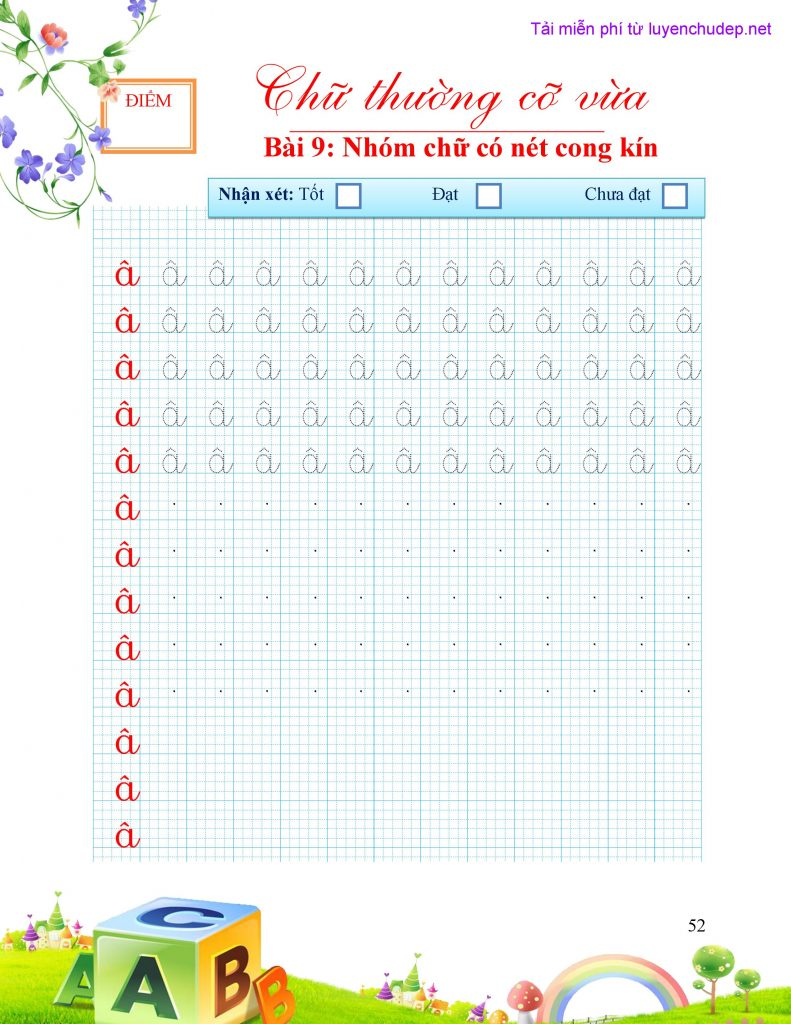 Tải miễn phí từ luyenchudep.net
ĐIỂM
Chữ thường cỡ vừa
Bài 9: Nhóm chữ có nét cong kín
Nhận xét: Tốt Đạt Chưa đạt
â â â â â â â â â â â â â
â â â â â â â â â â â â â
â â â â â â â â â â â â â
â â â â â â â â â â â â â
â â â â â â â â â â â â â
â . . . . . . . . . . . .
â . . . . . . . . . . . .
â . . . . . . . . . . . .
â . . . . . . . . . . . .
â . . . . . . . . . . . .
â
â
â
52
C
A A B B